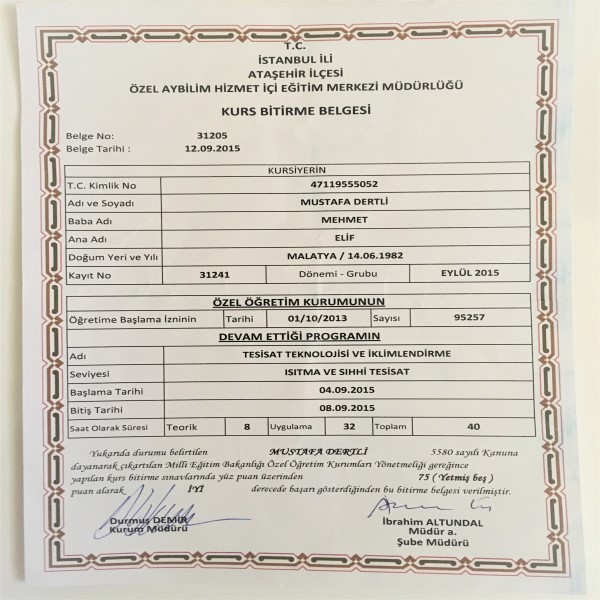 T.C.
İSTANBUL İLİ
ATAŞEHİR İLÇESİ
ÖZEL AYBİLİM HİZMET İÇİ EĞİTİM MERKEZİ MÜDÜRLÜĞÜ
KURS BİTİRME BELGESİ
Belge No: 31205
Belge Tarihi : 12.09.2015
KURSİYERİN
T.C. Kimlik No 47119555052
Adı ve Soyadı MUSTAFA DERTLİ
Baba Adı MEHMET
Ana Adı ELİF
Doğum Yeri ve Yılı MALATYA / 14.06.1982
Kayıt No 31241 Dönemi - Grubu EYLÜL 2015
ÖZEL ÖĞRETİM KURUMUNUN
Öğretime Başlama İzninin Tarihi 01/10/2013 Sayısı 95257
DEVAM ETTİĞİ PROGRAMIN
Adı TESİSAT TEKNOLOJİSİ VE İKLİMLENDİRME
Seviyesi ISITMA VE SIHHİ TESİSAT
Başlama Tarihi 04.09.2015
Bitiş Tarihi 08.09.2015
Saat Olarak Süresi Teorik 8 Uygulama 32 Toplam 40
Yukarıda durumu belirtilen MUSTAFA DERTLİ 5580 sayılı Kanuna
dayanarak çıkartılan Milli Eğitim Bakanlığı Özel Öğretim Kurumları Yönetmeliği gereğince
yapılan kurs bitirme sınavlarında yüz puan üzerinden 75 ( Yetmiş beş )
puan alarak İYİ derecede başarı gösterdiğinden bu bitirme belgesi verilmiştir.
Durmuş DEMİR
Kurum Müdürü
İbrahim ALTUNDAL
Müdür a.
Şube Müdürü